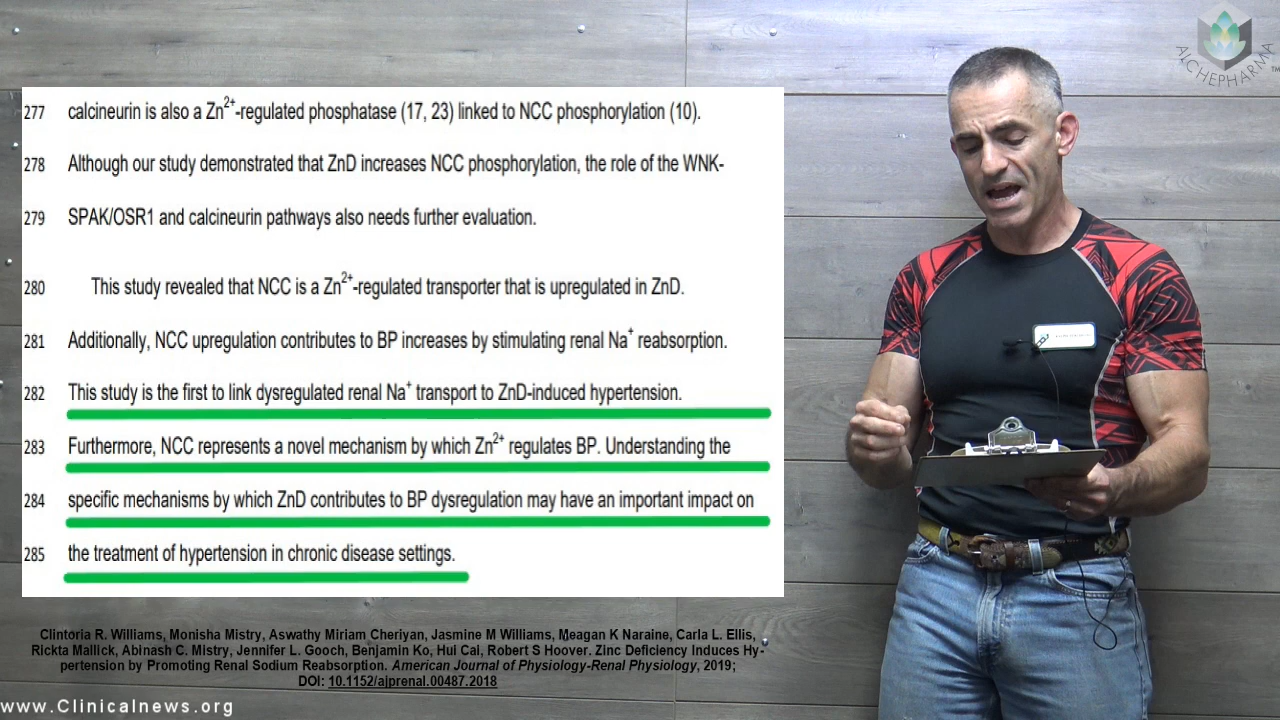 277 calcineurin is also a Zn2+-regulated phosphatase (17, 23) linked to NCC phosphorylation (10).
278 Although our study demonstrated that ZnD increases NCC phosphorylation, the role of the WNK-
279 SPAK/OSR1 and calcineurin pathways also needs further evaluation.
280 This study revealed that NCC is a Zn2+-regulated transporter that is upregulated in ZnD.
281 Additionally, NCC upregulation contributes to BP increases by stimulating renal Na+ reabsorption.
282 This study is the first to link dysregulated renal Na+ transport to ZnD-induced hypertension.
283 Furthermore, NCC represents a novel mechanism by which Zn2+ regulates BP. Understanding the
284 specific mechanisms by which ZnD contributes to BP dysregulation may have an important impact on
285 the treatment of hypertension in chronic disease settings.
Clintoria R. Williams, Monisha Mistry, Aswathy Miriam Cheriyan, Jasmine M Williams, Meagan K Naraine, Carla L. Ellis,
Rickta Mallick, Abinash C. Mistry, Jennifer L. Gooch, Benjamin Ko, Hui Cai, Robert S Hoover. Zinc Deficiency Induces Hy-
pertension by Promoting Renal Sodium Reabsorption. American Journal of Physiology-Renal Physiology, 2019;
DOI: 10.1152/ajprenal.00487.2018
www.Clinicalnews.org
ALCHEPHARMA TM